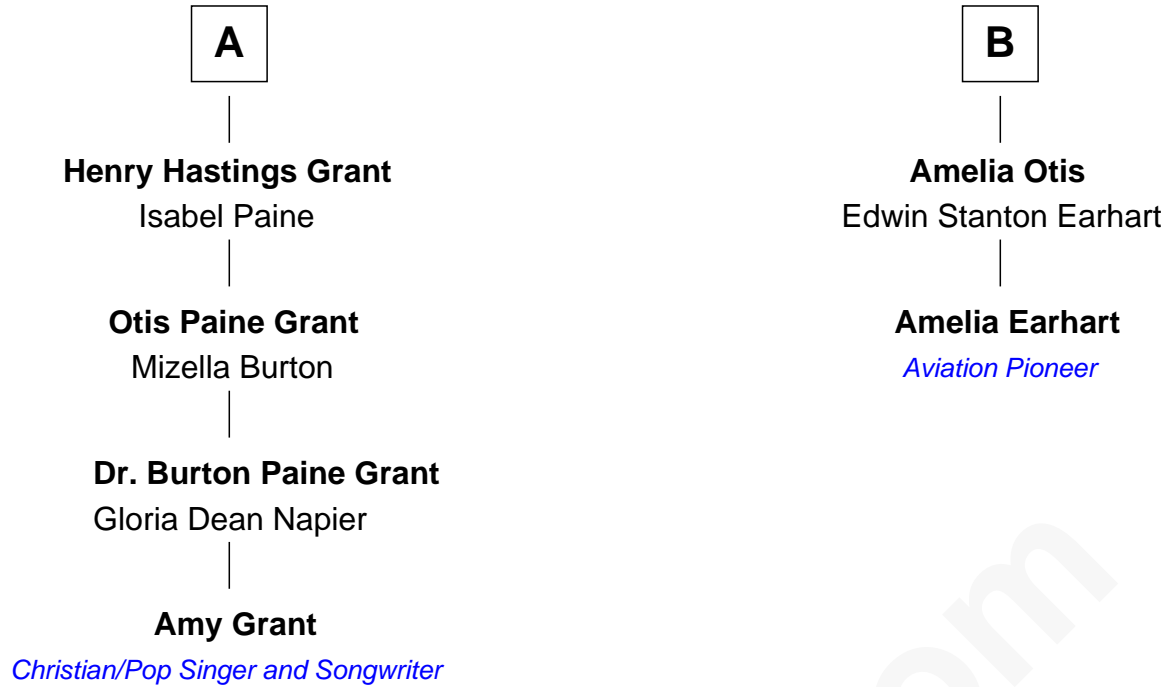 A
Henry Hastings Grant
Isabel Paine
Otis Paine Grant
Mizella Burton
Dr. Burton Paine Grant
Gloria Dean Napier
Amy Grant
Christian/Pop Singer and Songwriter
B
Amelia Otis
Edwin Stanton Earhart
Amelia Earhart
Aviation Pioneer
om